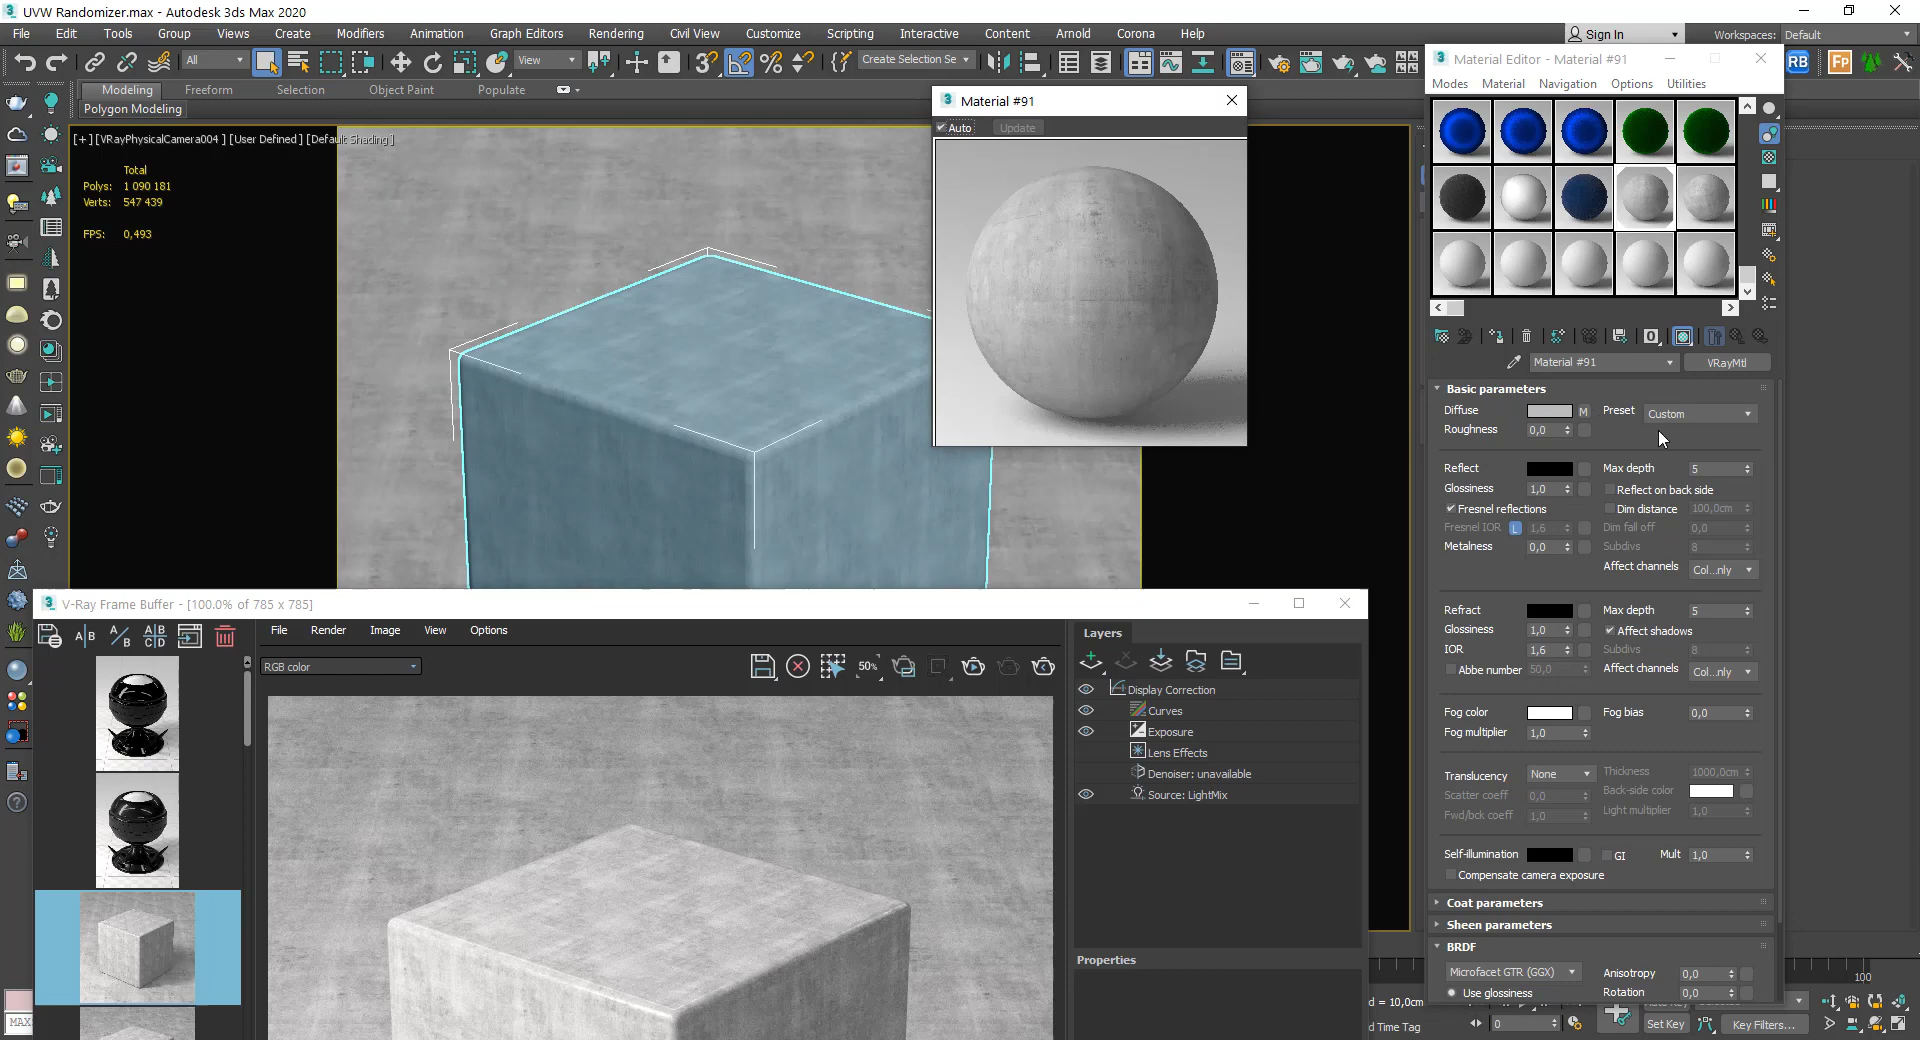 UVW Randomizer.max - Autodesk 3ds Max 2020
File Edit Tools Group Views Create Modifiers Animation Graph Editors Rendering Civil View Customize Scripting Interactive Content Arnold Corona Help
Sign In
Workspaces: Default
All
View
Create Selection Se
Modeling Freeform Selection Object Paint Populate
Polygon Modeling
[+] [VRayPhysicalCamera004 ] [User Defined ] [Default Shading ]
Total
Polys: 1 090 181
Verts: 547 439
FPS: 0,493
Material #91
Auto Update
Material Editor - Material #91
Modes Material Navigation Options Utilities
Material #91 VRayMtl
Basic parameters
Diffuse M Preset Custom
Roughness 0,0
Reflect Max depth 5
Glossiness 1,0 Reflect on back side
Fresnel reflections Dim distance 100,0cm
Fresnel IOR L 1,6 Dim fall off 0,0
Metalness 0,0 Subdivs 8
Affect channels Col...nly
Refract Max depth 5
Glossiness 1,0 Affect shadows
IOR 1,6 Subdivs 8
Abbe number 50,0 Affect channels Col...nly
Fog color Fog bias 0,0
Fog multiplier 1,0
Translucency None Thickness 1000,0cm
Scatter coeff 0,0 Back-side color
Fwd/bck coeff 1,0 Light multiplier 1,0
Self-illumination GI Mult 1,0
Compensate camera exposure
Coat parameters
Sheen parameters
BRDF
Microfacet GTR (GGX) Anisotropy 0,0
Use glossiness Rotation 0,0
V-Ray Frame Buffer - [100.0% of 785 x 785]
File Render Image View Options
RGB color
50%
Layers
Display Correction
Curves
Exposure
Lens Effects
Denoiser: unavailable
Source: LightMix
Properties
MAX
100
d = 10,0cm
d Time Tag
0
Set Key Key Filters...
RB
FP